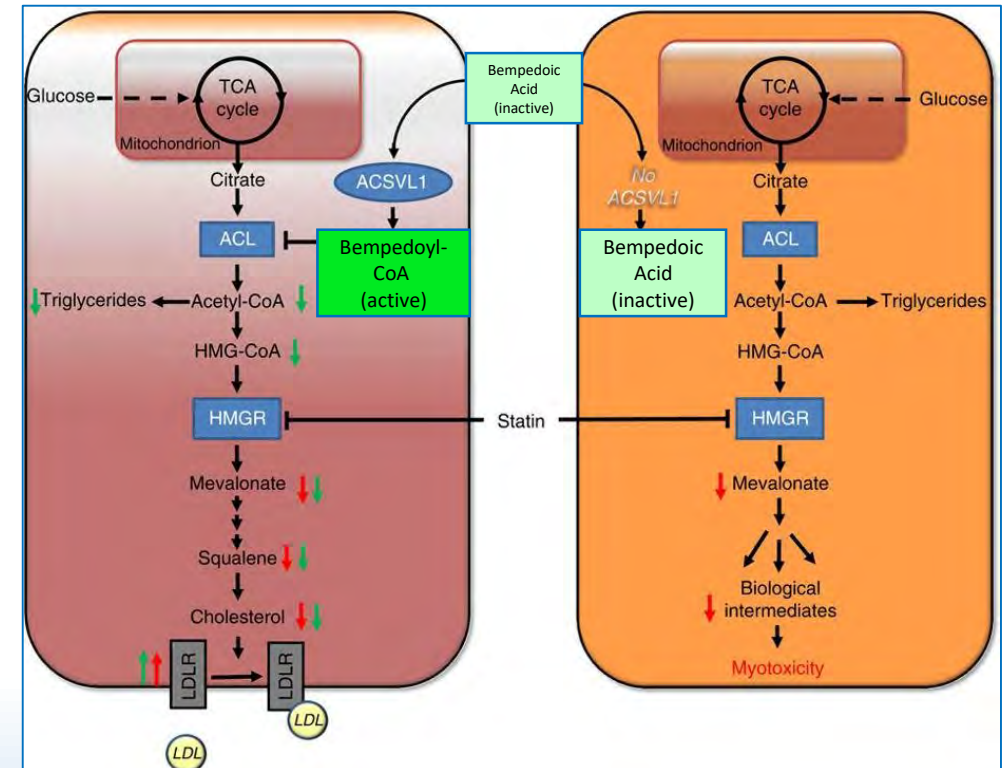 Bempedoic
Acid
(inactive)
Glucose
TCA
cycle
Mitochondrion
Citrate
ACSVL1
ACL
Bempedoyl-
CoA
(active)
Triglycerides
Acetyl-CoA
HMG-CoA
HMGR
Statin
Mevalonate
Squalene
Cholesterol
LDLR
LDLR
LDL
LDL
TCA
cycle
Glucose
Mitochondrion
No
ACSVL1
Citrate
Bempedoic
Acid
(inactive)
ACL
Acetyl-CoA
Triglycerides
HMG-CoA
HMGR
Mevalonate
Biological
intermediates
Myotoxicity